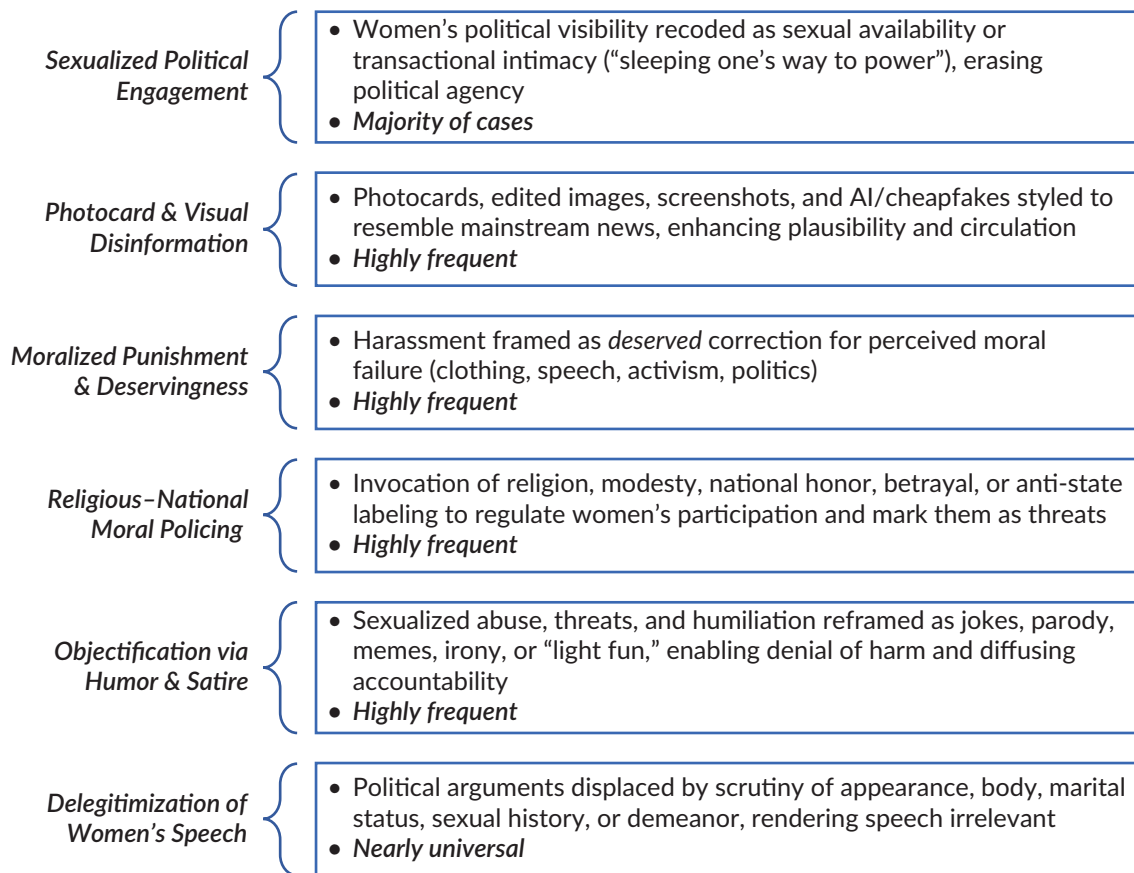 Sexualized Political
Engagement
• Women’s political visibility recoded as sexual availability or
transactional intimacy (“sleeping one’s way to power”), erasing
political agency
• Majority of cases
Photocard & Visual
Disinformation
• Photocards, edited images, screenshots, and AI/cheapfakes styled to
resemble mainstream news, enhancing plausibility and circulation
• Highly frequent
Moralized Punishment
& Deservingness
• Harassment framed as deserved correction for perceived moral
failure (clothing, speech, activism, politics)
• Highly frequent
Religious–National
Moral Policing
• Invocation of religion, modesty, national honor, betrayal, or anti-state
labeling to regulate women’s participation and mark them as threats
• Highly frequent
Objectification via
Humor & Satire
• Sexualized abuse, threats, and humiliation reframed as jokes, parody,
memes, irony, or “light fun,” enabling denial of harm and diffusing
accountability
• Highly frequent
Delegitimization of
Women’s Speech
• Political arguments displaced by scrutiny of appearance, body, marital
status, sexual history, or demeanor, rendering speech irrelevant
• Nearly universal